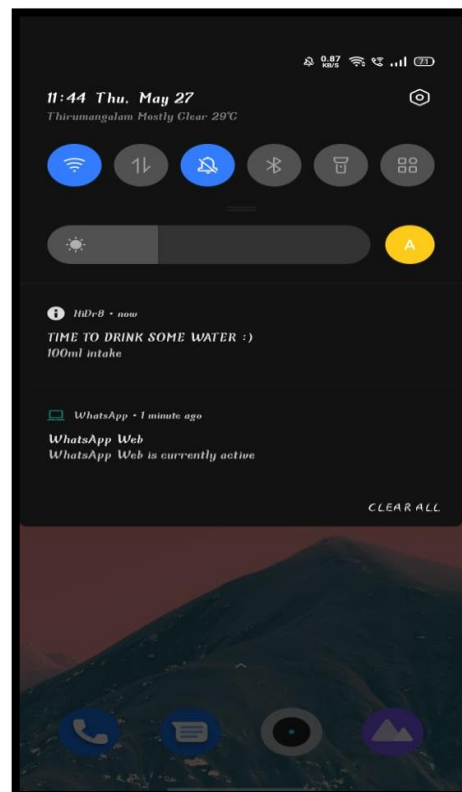 0.87
KB/S
71
11:44 Thu, May 27
Thirumangalam Mostly Clear 29°C
A
HiDr8 • now
TIME TO DRINK SOME WATER :)
100ml intake
WhatsApp • 1 minute ago
WhatsApp Web
WhatsApp Web is currently active
CLEAR ALL